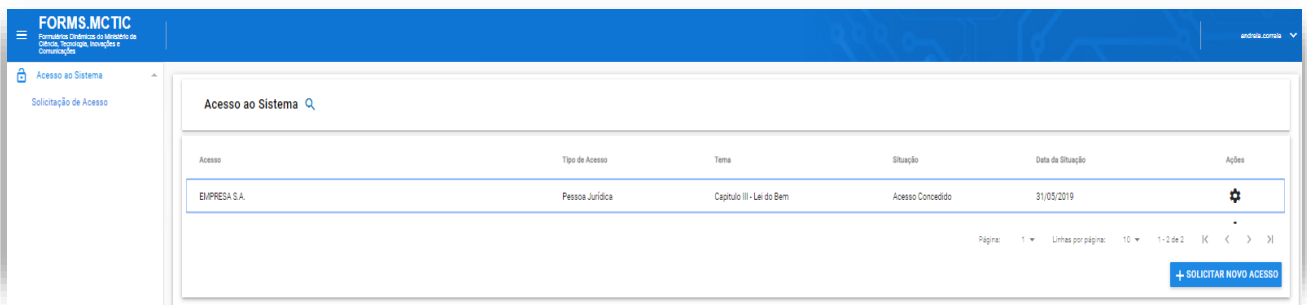 FORMS.MCTIC
Formulários Dinâmicos do Ministério da
Ciência, Tecnologia, Inovações e
Comunicações
andreia.correia
Acesso ao Sistema
Solicitação de Acesso
Acesso ao Sistema
Acesso Tipo de Acesso Tema Situação Data da Situação Ações
EMPRESA S.A. Pessoa Jurídica Capitulo III - Lei do Bem Acesso Concedido 31/05/2019
Página: 1 Linhas por página: 10 1 - 2 de 2
+ SOLICITAR NOVO ACESSO